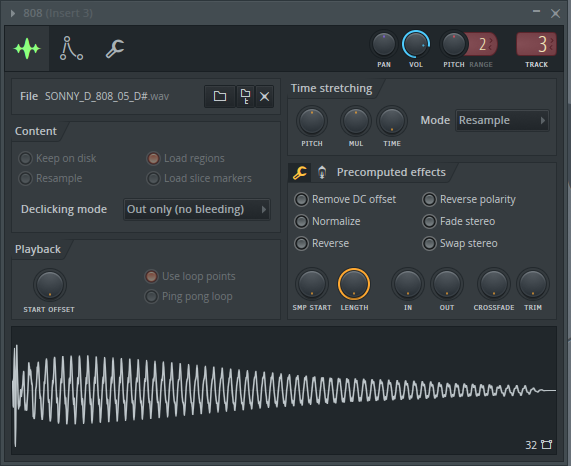 808 (Insert 3)
PAN VOL PITCH RANGE 2 TRACK 3
File SONNY_D_808_05_D#.wav
Content
Keep on disk Load regions
Resample Load slice markers
Declicking mode Out only (no bleeding)
Playback
START OFFSET
Use loop points
Ping pong loop
Time stretching
PITCH MUL TIME
Mode Resample
Precomputed effects
Remove DC offset Reverse polarity
Normalize Fade stereo
Reverse Swap stereo
SMP START LENGTH IN OUT CROSSFADE TRIM
32